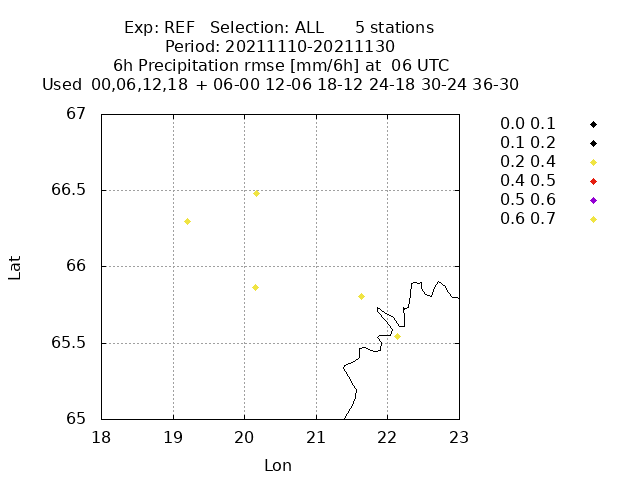 Exp: REF   Selection: ALL      5 stations
Period: 20211110-20211130
6h Precipitation rmse [mm/6h] at  06 UTC
Used  00,06,12,18  + 06-00 12-06 18-12 24-18 30-24 36-30
0.0 0.1
0.1 0.2
0.2 0.4
0.4 0.5
0.5 0.6
0.6 0.7
67
66.5
66
65.5
65
Lat
18 19 20 21 22 23
Lon